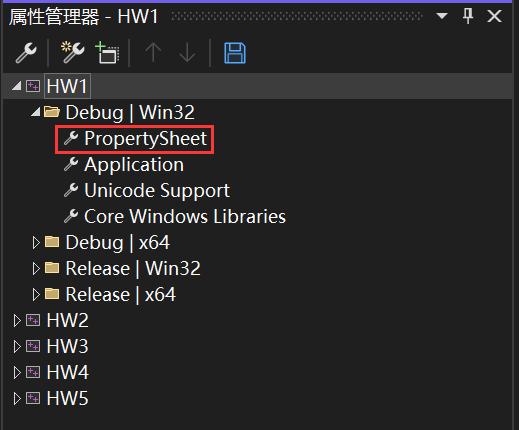 属性管理器 - HW1
HW1
Debug | Win32
PropertySheet
Application
Unicode Support
Core Windows Libraries
Debug | x64
Release | Win32
Release | x64
HW2
HW3
HW4
HW5